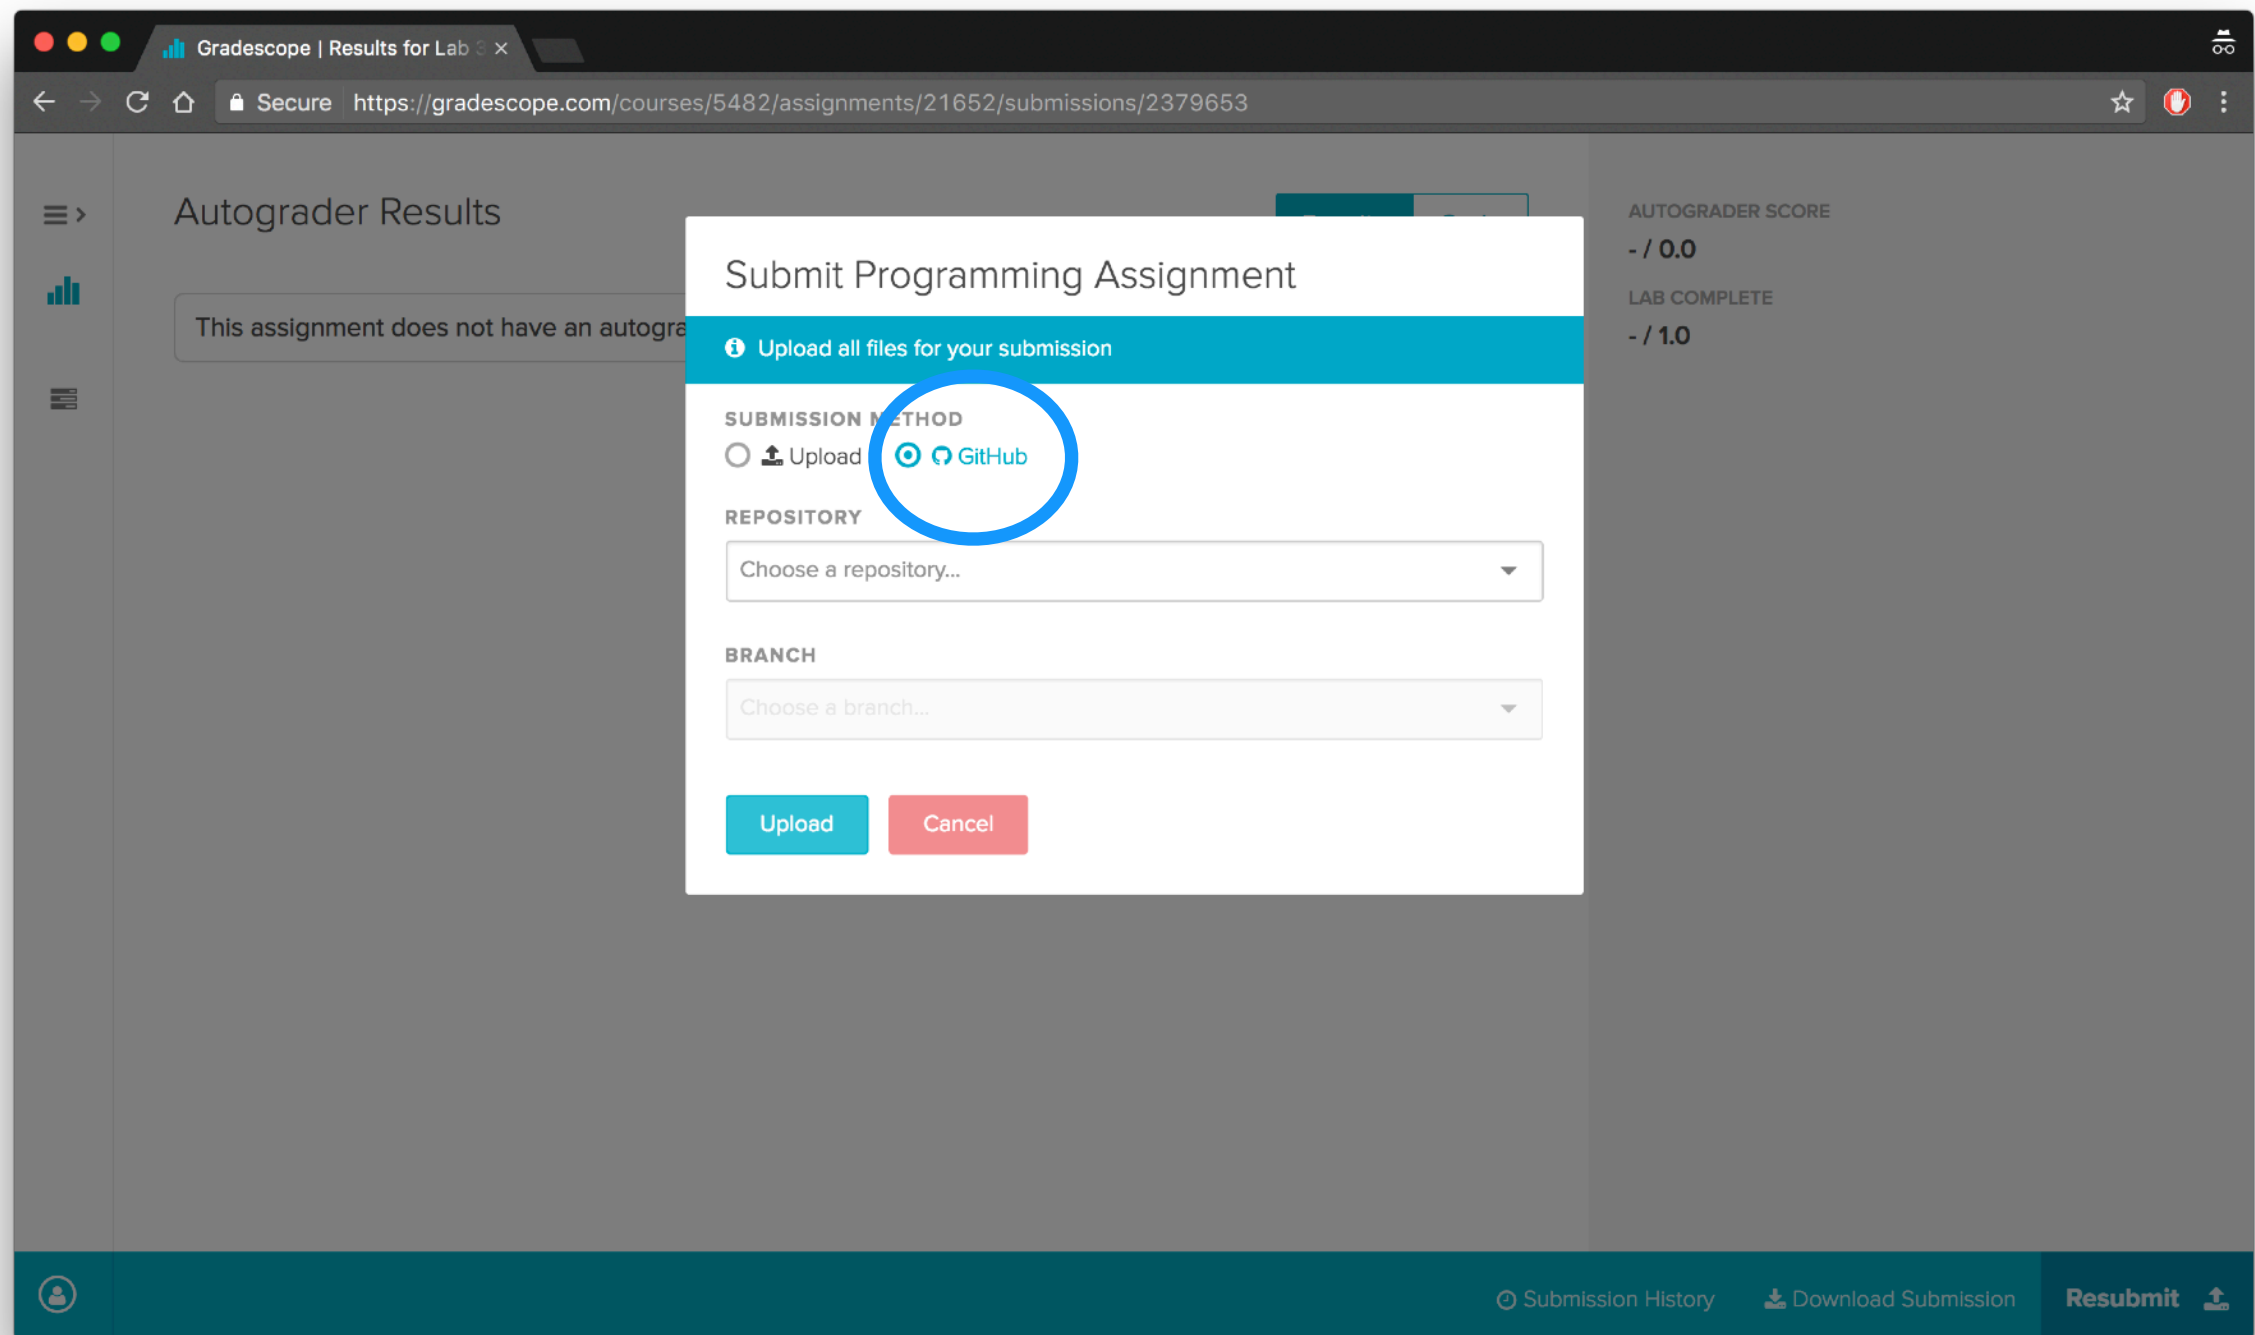 Gradescope | Results for Lab 3
Secure https://gradescope.com/courses/5482/assignments/21652/submissions/2379653
Autograder Results
AUTOGRADER SCORE
- / 0.0
LAB COMPLETE
- / 1.0
This assignment does not have an autogra
Submit Programming Assignment
Upload all files for your submission
SUBMISSION METHOD
Upload GitHub
REPOSITORY
Choose a repository...
BRANCH
Choose a branch...
Upload Cancel
Submission History Download Submission Resubmit